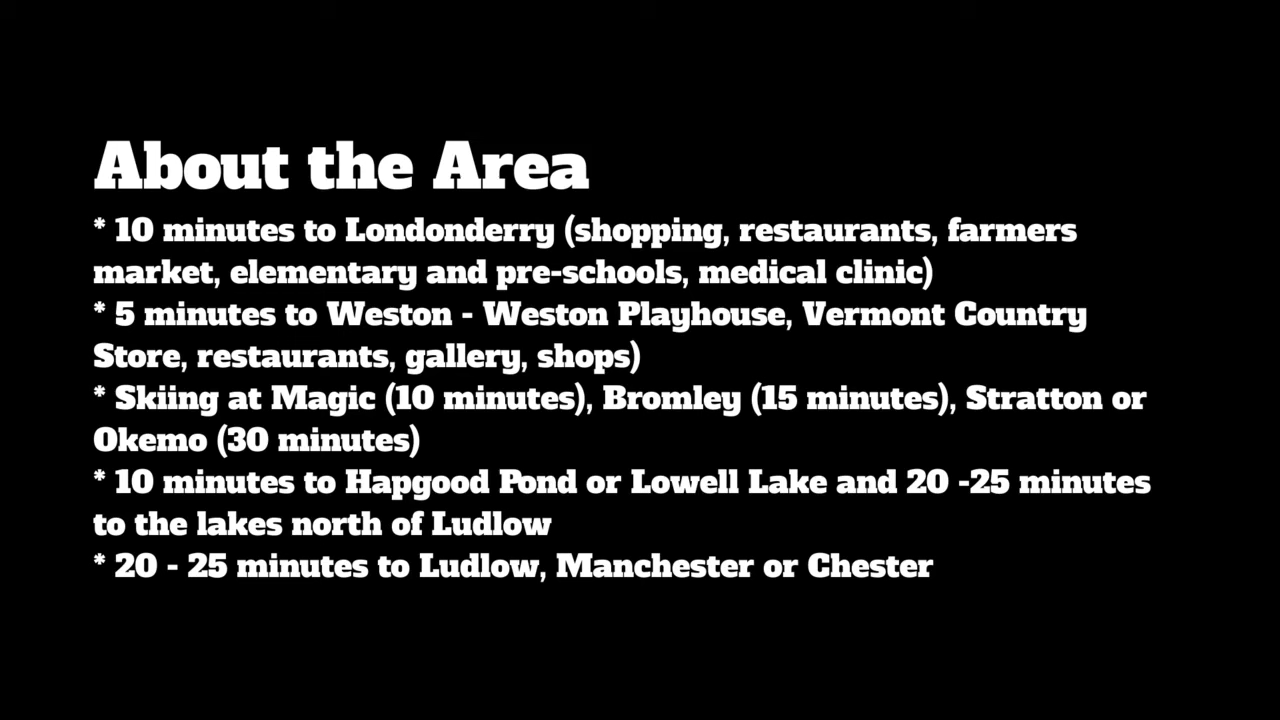 About the Area
* 10 minutes to Londonderry (shopping, restaurants, farmers
market, elementary and pre-schools, medical clinic)
* 5 minutes to Weston - Weston Playhouse, Vermont Country
Store, restaurants, gallery, shops)
* Skiing at Magic (10 minutes), Bromley (15 minutes), Stratton or
Okemo (30 minutes)
* 10 minutes to Hapgood Pond or Lowell Lake and 20 -25 minutes
to the lakes north of Ludlow
* 20 - 25 minutes to Ludlow, Manchester or Chester